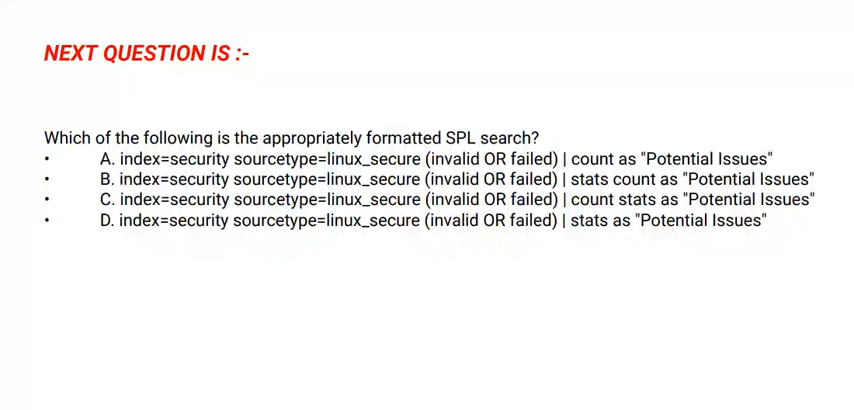 NEXT QUESTION IS :-
Which of the following is the appropriately formatted SPL search?
• A. index=security sourcetype=linux_secure (invalid OR failed) | count as "Potential Issues"
• B. index=security sourcetype=linux_secure (invalid OR failed) | stats count as "Potential Issues"
• C. index=security sourcetype=linux_secure (invalid OR failed) | count stats as "Potential Issues"
• D. index=security sourcetype=linux_secure (invalid OR failed) | stats as "Potential Issues"